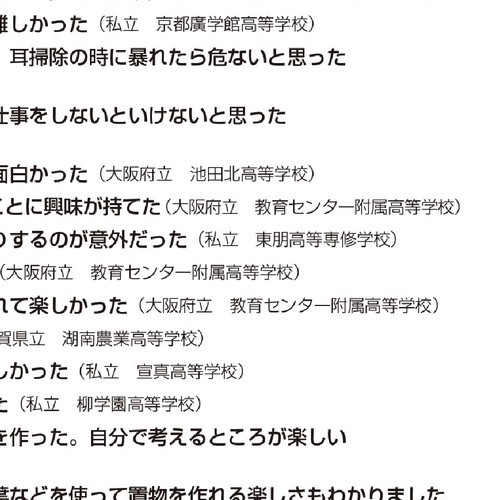 難しかった（私立　京都廣学館高等学校）
、耳掃除の時に暴れたら危ないと思った
仕事をしないといけないと思った
面白かった（大阪府立　池田北高等学校）
ことに興味が持てた（大阪府立　教育センター附属高等学校）
りするのが意外だった（私立　東朋高等専修学校）
（大阪府立　教育センター附属高等学校）
れて楽しかった（大阪府立　教育センター附属高等学校）
賀県立　湖南農業高等学校）
しかった（私立　宣真高等学校）
た（私立　柳学園高等学校）
を作った。自分で考えるところが楽しい
葉などを使って置物を作れる楽しさもわかりました